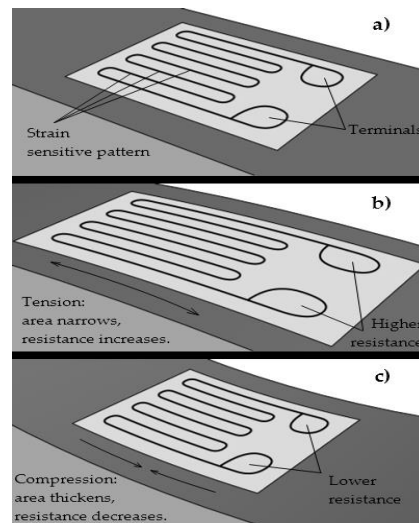 a)
Strain
sensitive pattern
Terminals
b)
Tension:
area narrows,
resistance increases.
Higher
resistance
c)
Compression:
area thickens,
resistance decreases.
Lower
resistance